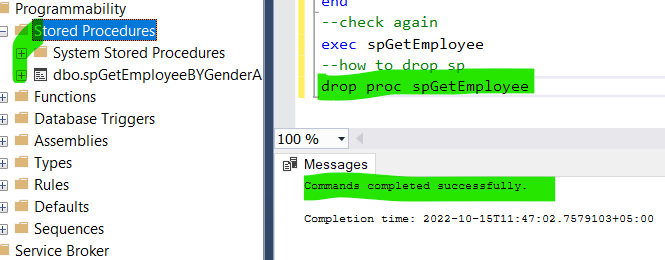 Programmability
Stored Procedures
System Stored Procedures
dbo.spGetEmployeeBYGenderA
Functions
Database Triggers
Assemblies
Types
Rules
Defaults
Sequences
Service Broker
end
--check again
exec spGetEmployee
--how to drop sp
drop proc spGetEmployee
100 %
Messages
Commands completed successfully.
Completion time: 2022-10-15T11:47:02.7579103+05:00